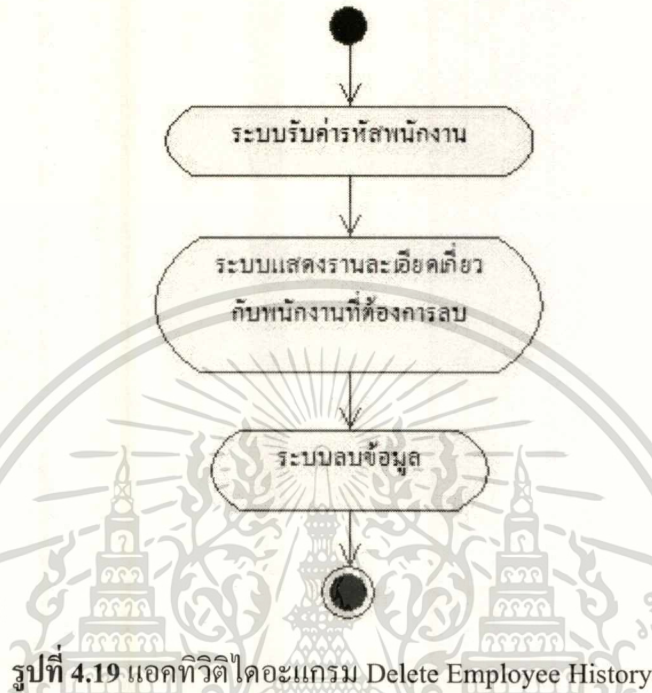 ระบบรับค่ารหัสพนักงาน
ระบบแสดงรานละเอียดเกี่ยว
กับพนักงานที่ต้องการลบ
ระบบลบข้อมูล
รูปที่ 4.19 แอคทิวิติไดอะแกรม Delete Employee History